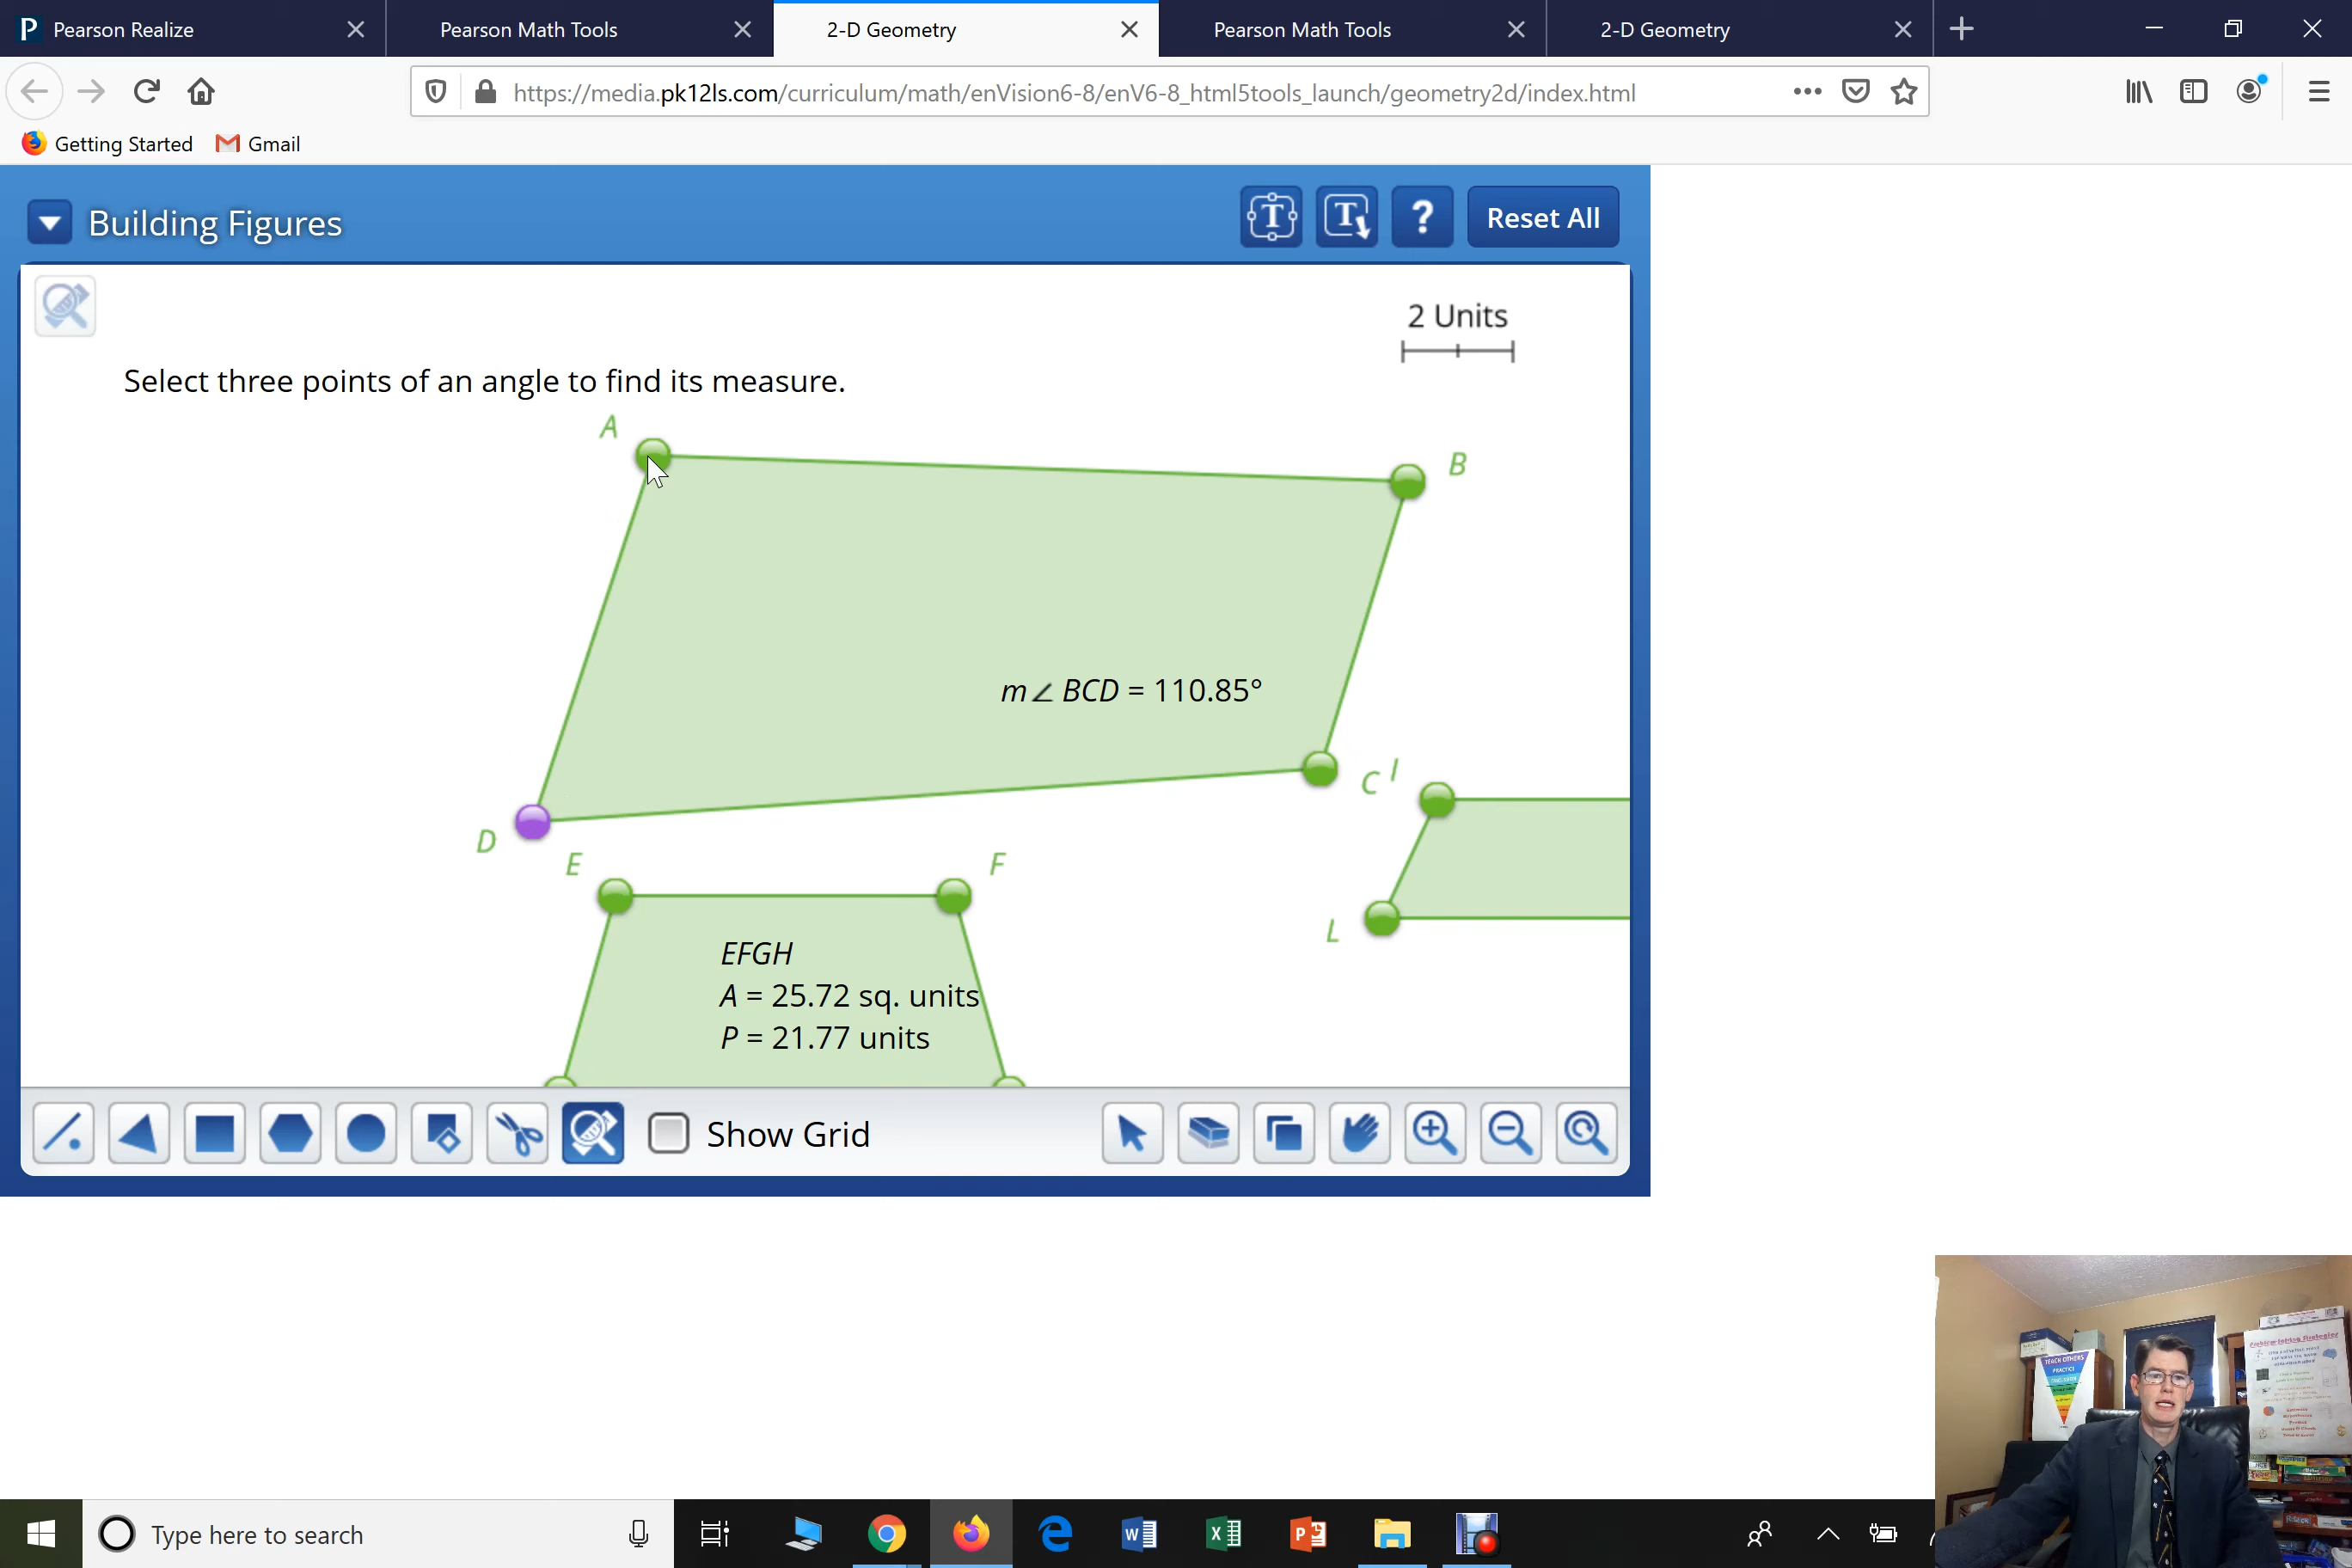 Pearson Realize
Pearson Math Tools
2-D Geometry
Pearson Math Tools
2-D Geometry
https://media.pk12ls.com/curriculum/math/enVision6-8/enV6-8_html5tools_launch/geometry2d/index.html
Getting Started
Gmail
Building Figures
T
T
?
Reset All
2 Units
Select three points of an angle to find its measure.
A
B
m∠ BCD = 110.85°
C
I
D
E
F
L
EFGH
A = 25.72 sq. units
P = 21.77 units
Show Grid
TEACH OTHERS
PRACTICE
Type here to search